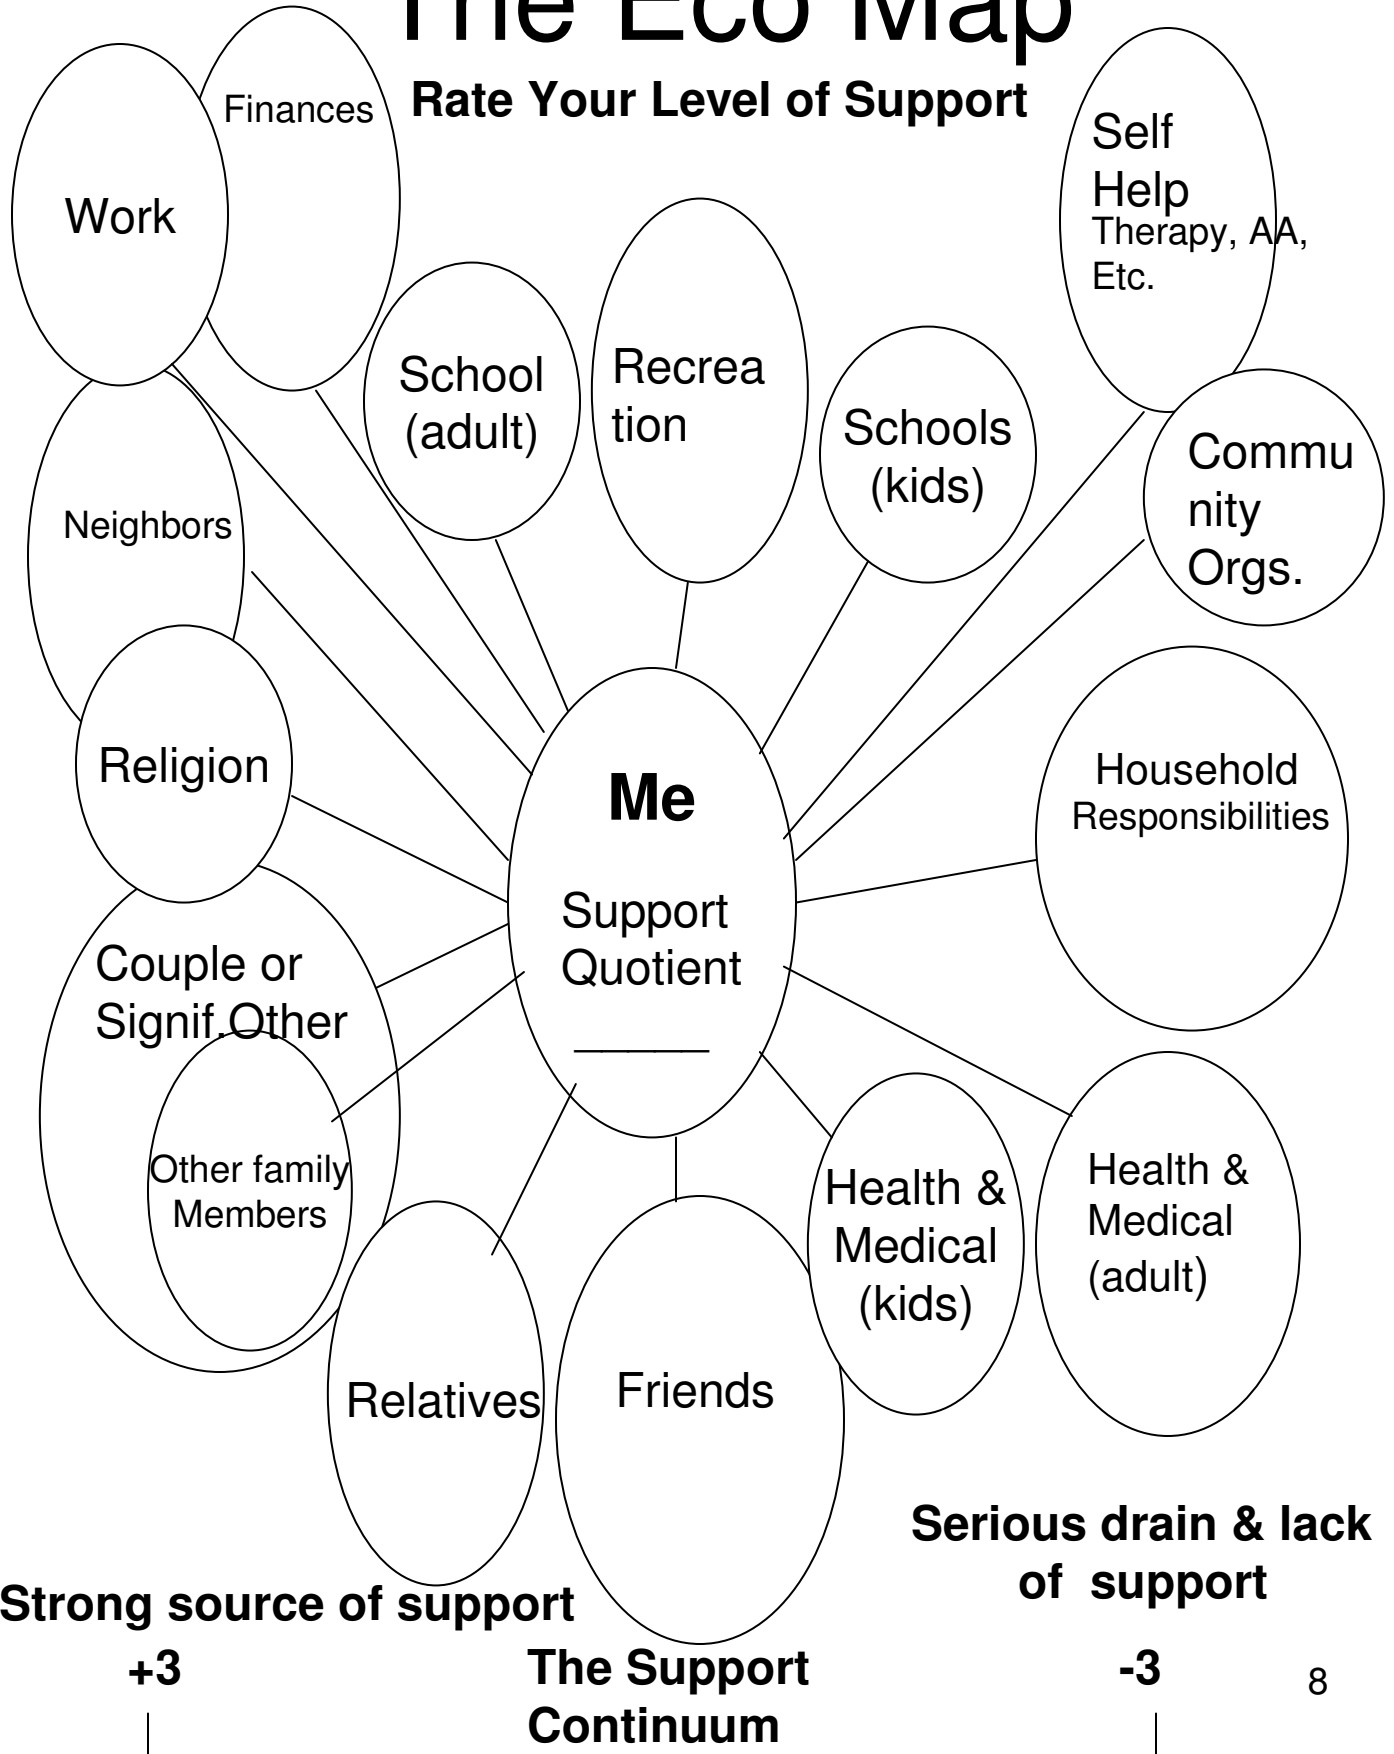 The Eco Map
Rate Your Level of Support
Finances
Work
Self
Help
Therapy, AA,
Etc.
School
(adult)
Recrea
tion
Schools
(kids)
Commu
nity
Orgs.
Neighbors
Religion
Me
Household
Responsibilities
Support
Quotient
_____
Couple or
Signif.Other
Other family
Members
Health &
Medical
(kids)
Health &
Medical
(adult)
Relatives
Friends
Serious drain & lack
of support
Strong source of support
+3
The Support
Continuum
-3
8